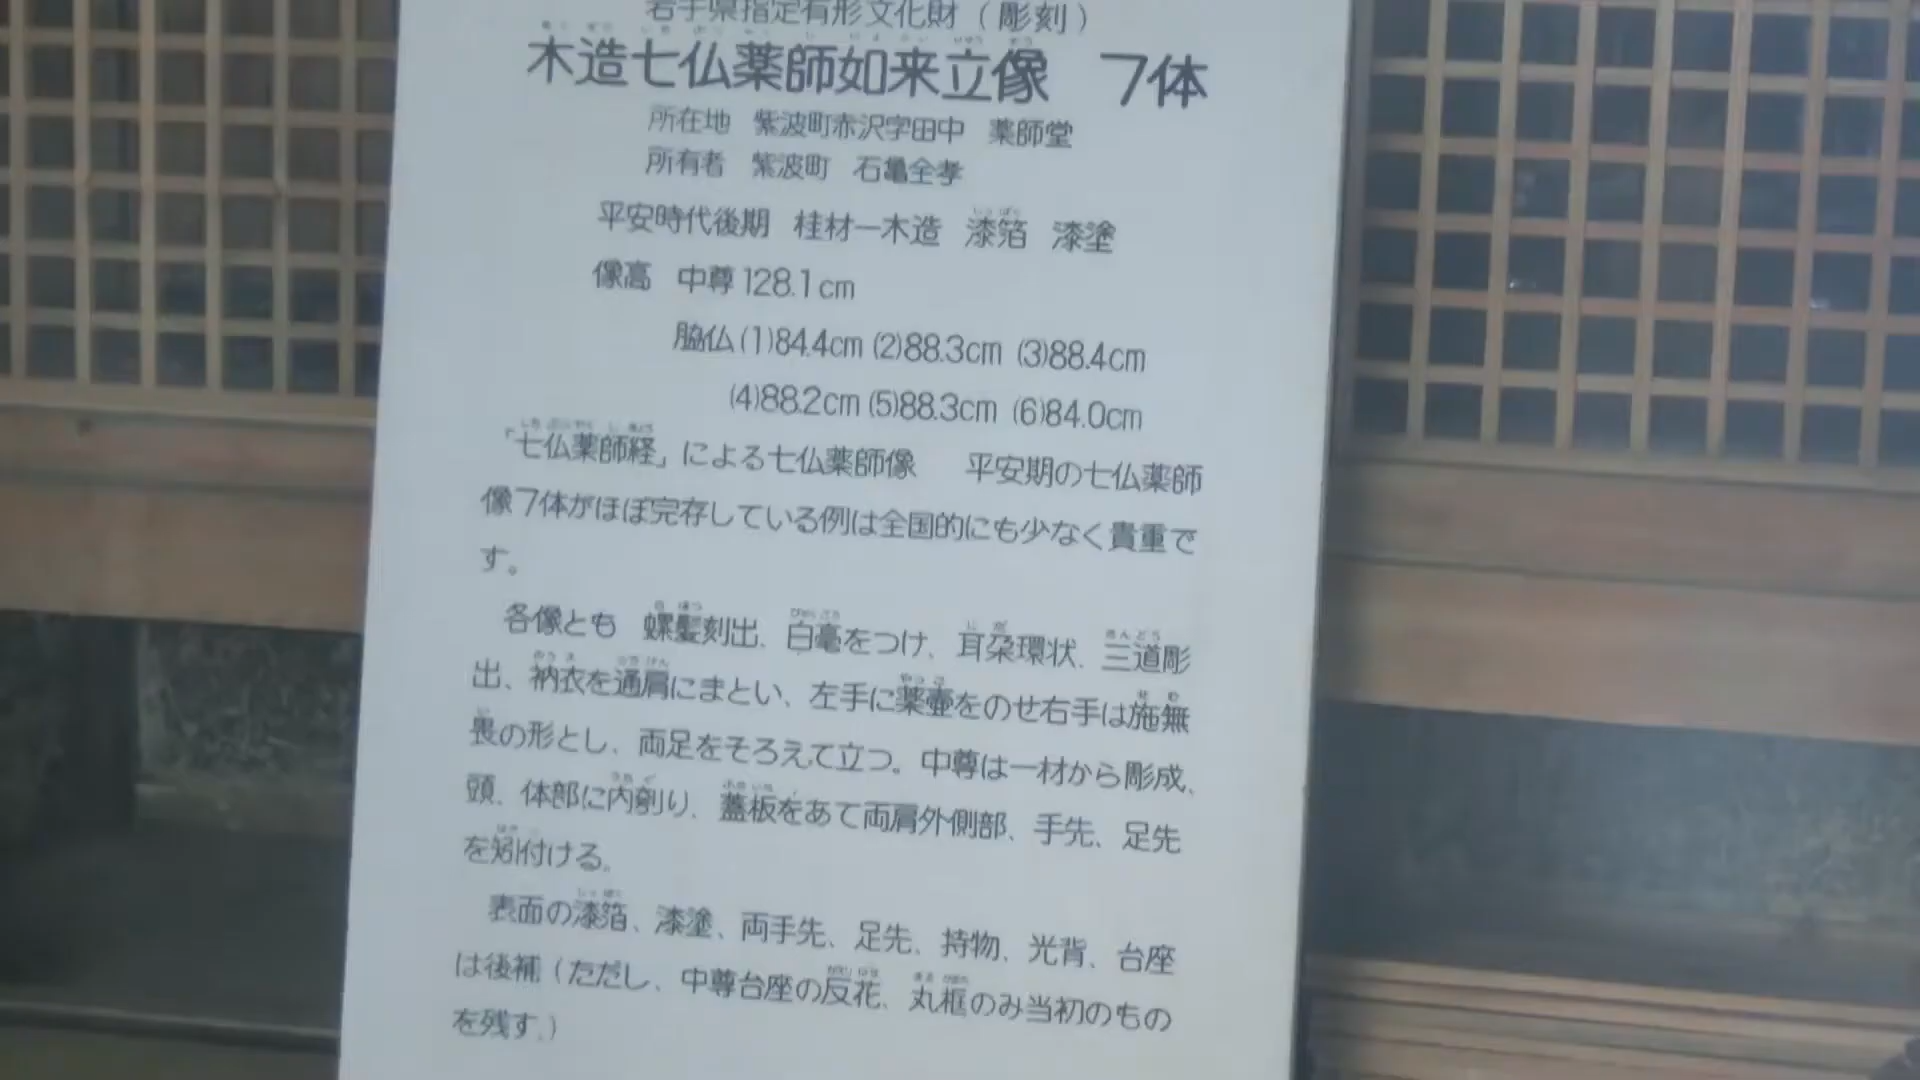 岩手県指定有形文化財(彫刻)
木造七仏薬師如来立像 7体
所在地 紫波町赤沢字田中 薬師堂
所有者 紫波町 石亀全孝
平安時代後期 桂材一木造 漆箔 漆塗
像高 中尊128.1cm
脇仏(1)84.4cm(2)88.3cm(3)88.4cm
(4)88.2cm(5)88.3cm(6)84.0cm
「七仏薬師経」による七仏薬師像 平安期の七仏薬師
像7体がほぼ完存している例は全国的にも少なく貴重で
す。
各像とも 螺髪刻出、白毫をつけ、耳朶環状、三道彫
出、衲衣を通肩にまとい、左手に薬壷をのせ右手は施無
畏の形とし、両足をそろえて立つ。中尊は一材から彫成、
頭、体部に内刳り、蓋板をあて両肩外側部、手先、足先
を矧付ける。
表面の漆箔、漆塗、両手先、足先、持物、光背、台座
は後補(ただし、中尊台座の反花、丸框のみ当初のもの
を残す。)